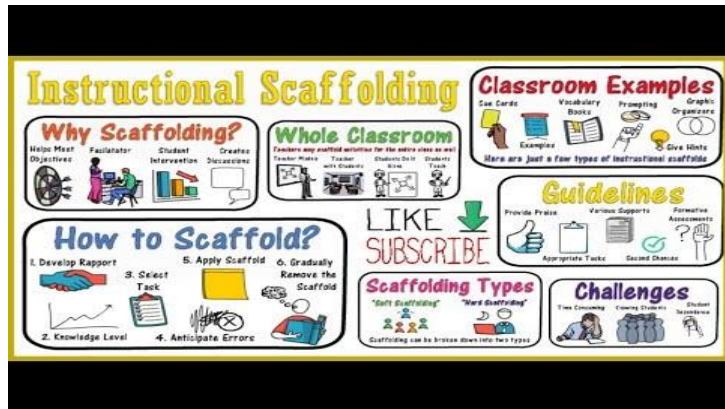 Instructional Scaffolding
Why Scaffolding?
Helps Meet Objectives
Facilitator
Student Intervention
Creates Discussions
Whole Classroom
Teachers may scaffold activities for the entire class as well
Teacher Makes
Teacher with Students
Students Do It
Students Teach
Classroom Examples
Cue Cards
Examples
Vocabulary Books
Prompting
Give Hints
Graphic Organizers
Here are just a few types of instructional scaffolds
How to Scaffold?
1. Develop Rapport
2. Knowledge Level
3. Select Task
4. Anticipate Errors
5. Apply Scaffold
6. Gradually Remove the Scaffold
LIKE
SUBSCRIBE
Guidelines
Provide Praise
Appropriate Tasks
Various Supports
Second Chances
Formative Assessments
Scaffolding Types
"Soft Scaffolding"
"Hard Scaffolding"
Scaffolding can be broken down into two types
Challenges
Time Consuming
Knowing Students
Student Dependence